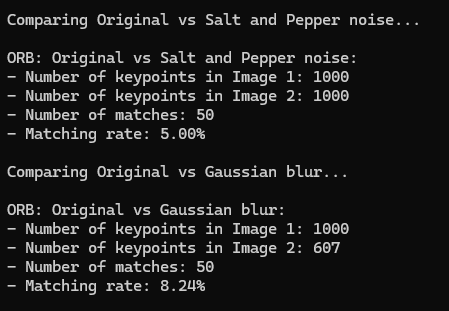 Comparing Original vs Salt and Pepper noise...
ORB: Original vs Salt and Pepper noise:
- Number of keypoints in Image 1: 1000
- Number of keypoints in Image 2: 1000
- Number of matches: 50
- Matching rate: 5.00%
Comparing Original vs Gaussian blur...
ORB: Original vs Gaussian blur:
- Number of keypoints in Image 1: 1000
- Number of keypoints in Image 2: 607
- Number of matches: 50
- Matching rate: 8.24%